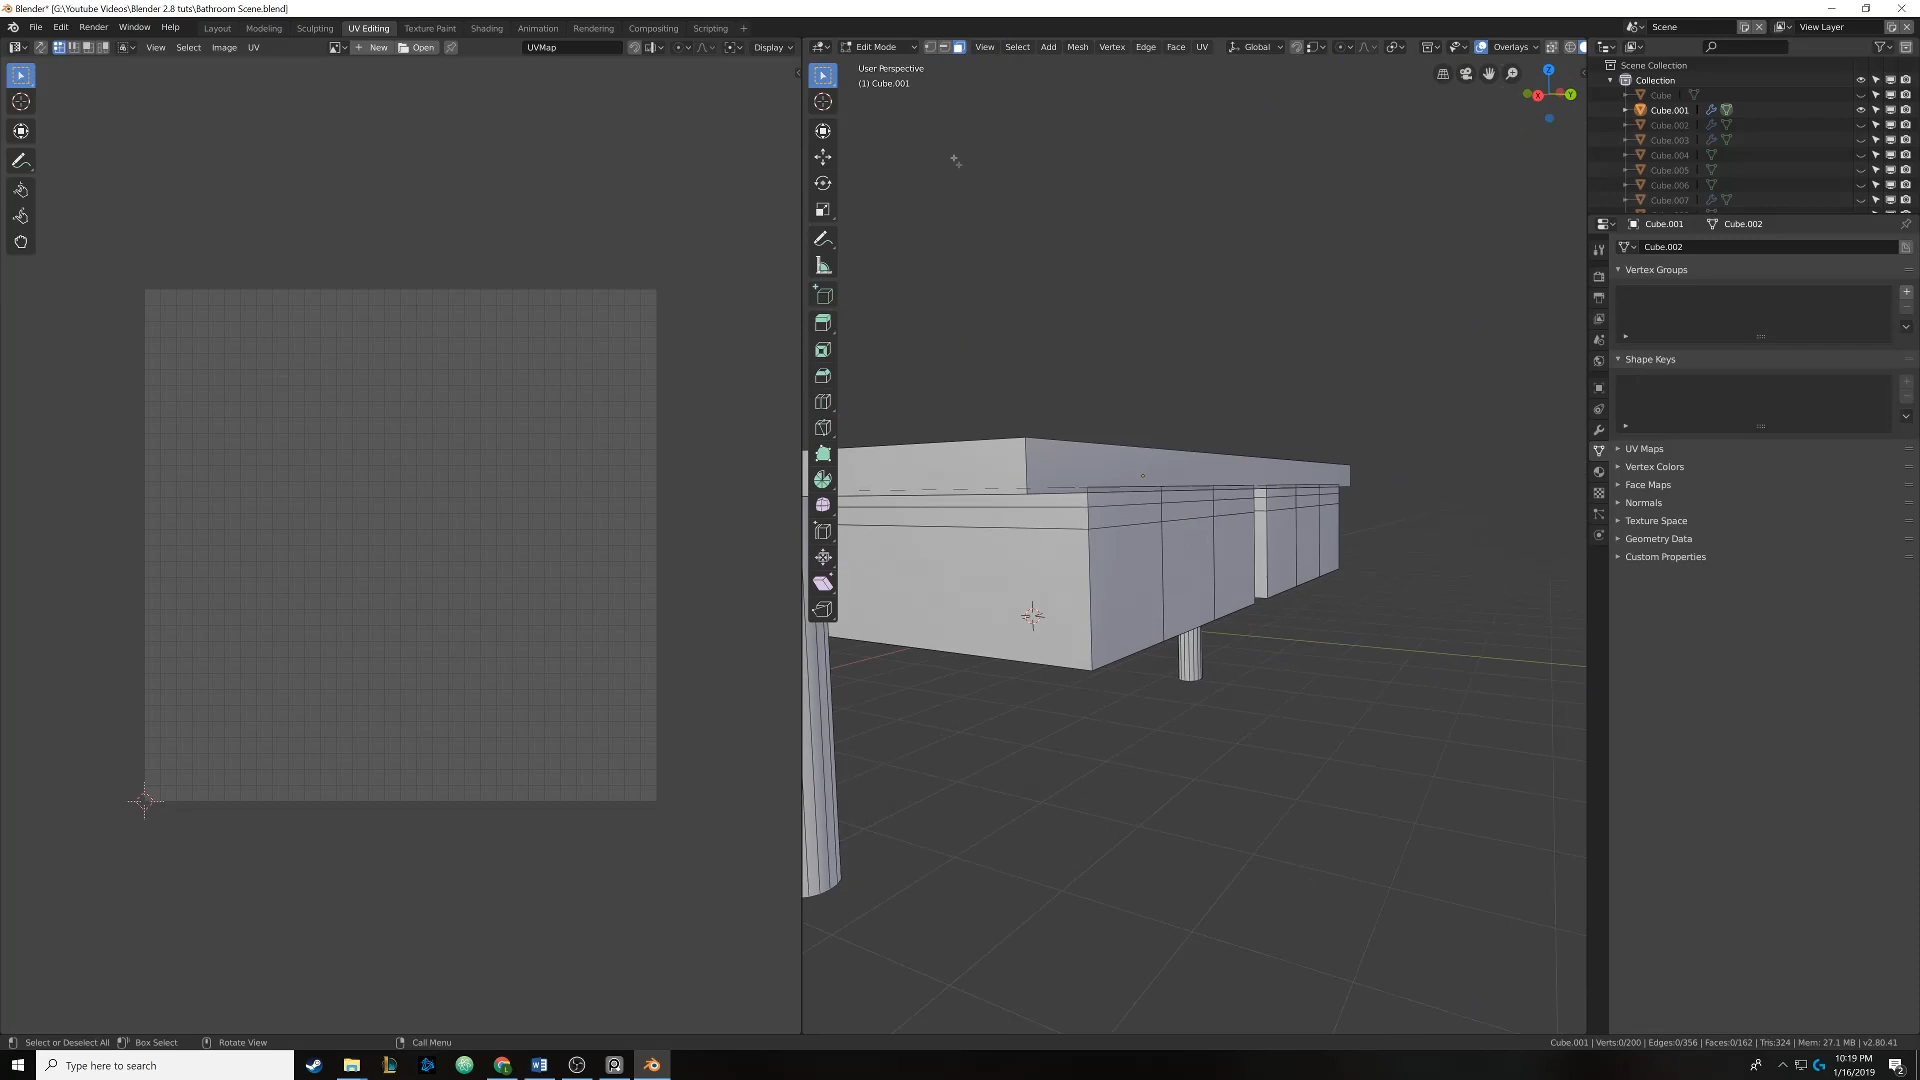 Blender* [G:\Youtube Videos\Blender 2.8 tuts\Bathroom Scene.blend]
File Edit Render Window Help
Layout Modeling Sculpting UV Editing Texture Paint Shading Animation Rendering Compositing Scripting +
Scene
View Layer
View Select Image UV
New Open
UVMap
Display
Edit Mode
View Select Add Mesh Vertex Edge Face UV
Global
Overlays
User Perspective
(1) Cube.001
X
Y
Z
Scene Collection
Collection
Cube
Cube.001
Cube.002
Cube.003
Cube.004
Cube.005
Cube.006
Cube.007
Cube.001 Cube.002
Cube.002
Vertex Groups
Shape Keys
UV Maps
Vertex Colors
Face Maps
Normals
Texture Space
Geometry Data
Custom Properties
Select or Deselect All Box Select Rotate View Call Menu
Cube.001 | Verts:0/200 | Edges:0/356 | Faces:0/162 | Tris:324 | Mem: 27.1 MB | v2.80.41
Type here to search
10:19 PM
1/16/2019
2